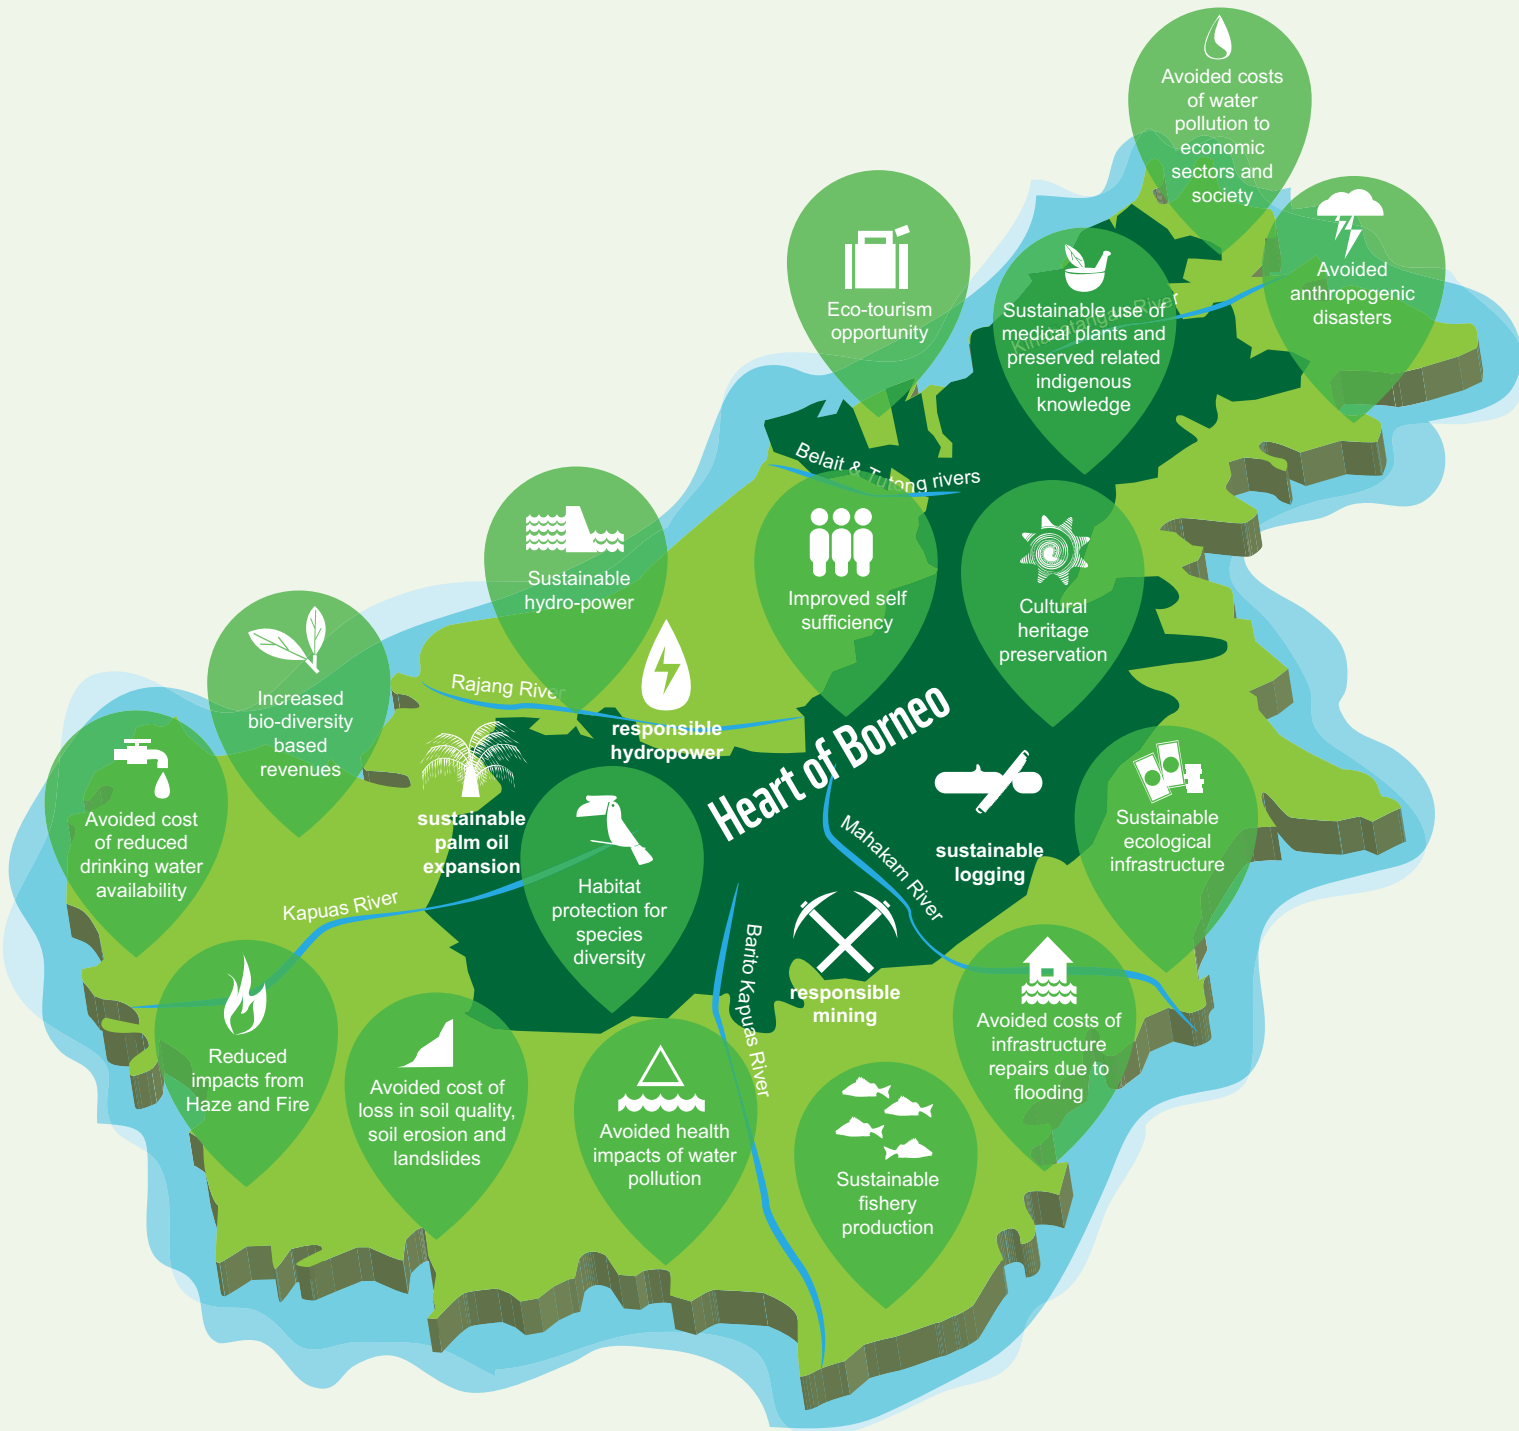 Avoided costs
of water
pollution to
economic
sectors and
society
Avoided
anthropogenic
disasters
Eco-tourism
opportunity
Sustainable use of
medical plants and
preserved related
indigenous
knowledge
River
Belait & Tutong rivers
Sustainable
hydro-power
Improved self
sufficiency
Cultural
heritage
preservation
Increased
bio-diversity
based
revenues
Rajang River
responsible
hydropower
Heart of Borneo
Avoided cost
of reduced
drinking water
availability
sustainable
palm oil
expansion
Habitat
protection for
species
diversity
Mahakam River
sustainable
logging
Sustainable
ecological
infrastructure
Kapuas River
Barito Kapuas River
responsible
mining
Avoided costs of
infrastructure
repairs due to
flooding
Reduced
impacts from
Haze and Fire
Avoided cost of
loss in soil quality,
soil erosion and
landslides
Avoided health
impacts of water
pollution
Sustainable
fishery
production